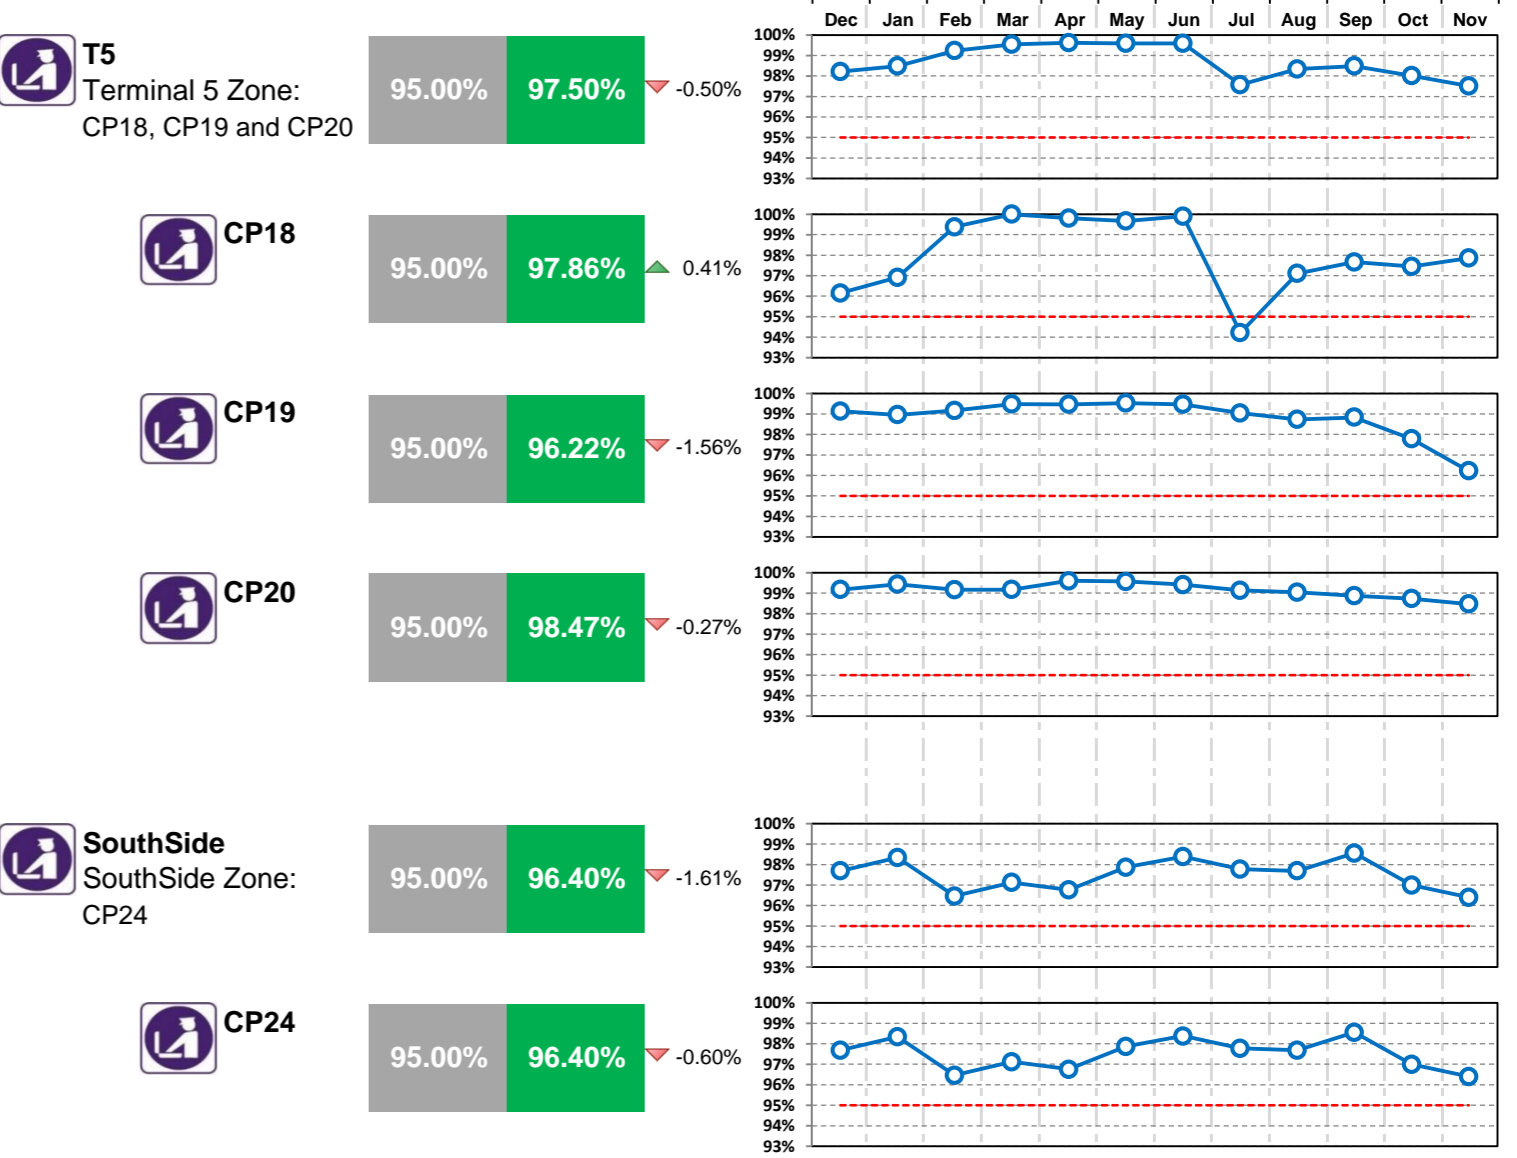 Dec Jan Feb Mar Apr May Jun Jul Aug Sep Oct Nov
T5
Terminal 5 Zone:
CP18, CP19 and CP20
95.00% 97.50% -0.50%
100%
99%
98%
97%
96%
95%
94%
93%
CP18
95.00% 97.86% 0.41%
100%
99%
98%
97%
96%
95%
94%
93%
CP19
95.00% 96.22% -1.56%
100%
99%
98%
97%
96%
95%
94%
93%
CP20
95.00% 98.47% -0.27%
100%
99%
98%
97%
96%
95%
94%
93%
SouthSide
SouthSide Zone:
CP24
95.00% 96.40% -1.61%
100%
99%
98%
97%
96%
95%
94%
93%
CP24
95.00% 96.40% -0.60%
100%
99%
98%
97%
96%
95%
94%
93%